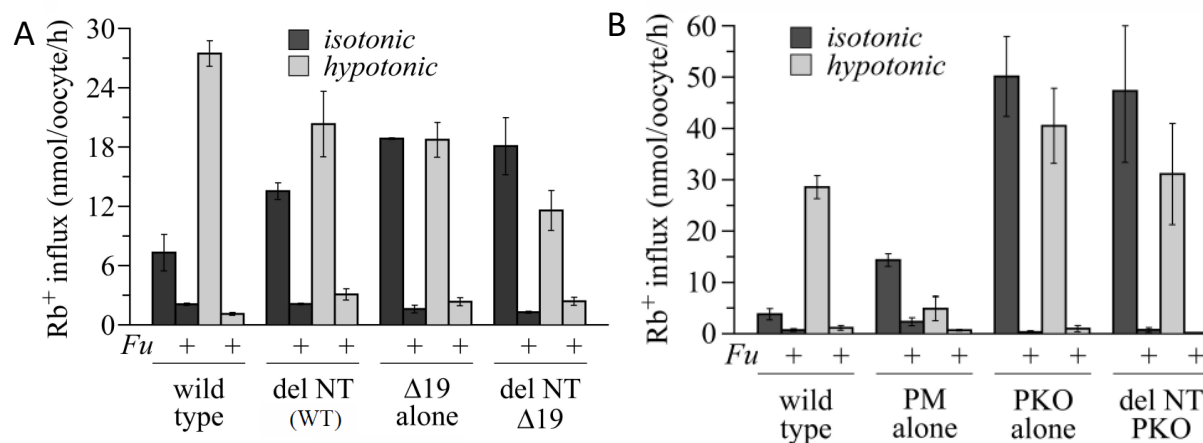 A
Rb⁺ influx (nmol/oocyte/h)
30
24
18
12
6
0
isotonic
hypotonic
Fu + + + + + + + +
wild type
del NT (WT)
Δ19 alone
del NT Δ19
B
Rb⁺ influx (nmol/oocyte/h)
60
50
40
30
20
10
0
isotonic
hypotonic
Fu + + + + + + + +
wild type
PM alone
PKO alone
del NT PKO